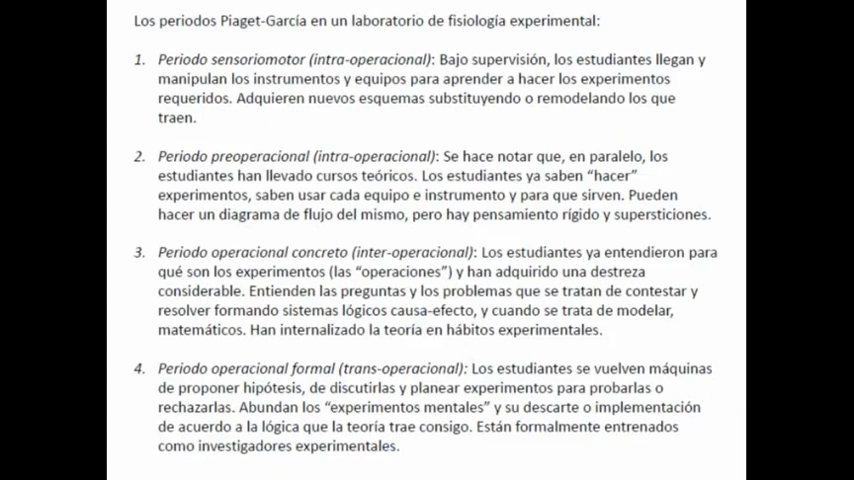 Los periodos Piaget-García en un laboratorio de fisiología experimental:
1. Periodo sensoriomotor (intra-operacional): Bajo supervisión, los estudiantes llegan y
manipulan los instrumentos y equipos para aprender a hacer los experimentos
requeridos. Adquieren nuevos esquemas substituyendo o remodelando los que
traen.
2. Periodo preoperacional (intra-operacional): Se hace notar que, en paralelo, los
estudiantes han llevado cursos teóricos. Los estudiantes ya saben “hacer”
experimentos, saben usar cada equipo e instrumento y para que sirven. Pueden
hacer un diagrama de flujo del mismo, pero hay pensamiento rígido y supersticiones.
3. Periodo operacional concreto (inter-operacional): Los estudiantes ya entendieron para
qué son los experimentos (las “operaciones”) y han adquirido una destreza
considerable. Entienden las preguntas y los problemas que se tratan de contestar y
resolver formando sistemas lógicos causa-efecto, y cuando se trata de modelar,
matemáticos. Han internalizado la teoría en hábitos experimentales.
4. Periodo operacional formal (trans-operacional): Los estudiantes se vuelven máquinas
de proponer hipótesis, de discutirlas y planear experimentos para probarlas o
rechazarlas. Abundan los “experimentos mentales” y su descarte o implementación
de acuerdo a la lógica que la teoría trae consigo. Están formalmente entrenados
como investigadores experimentales.